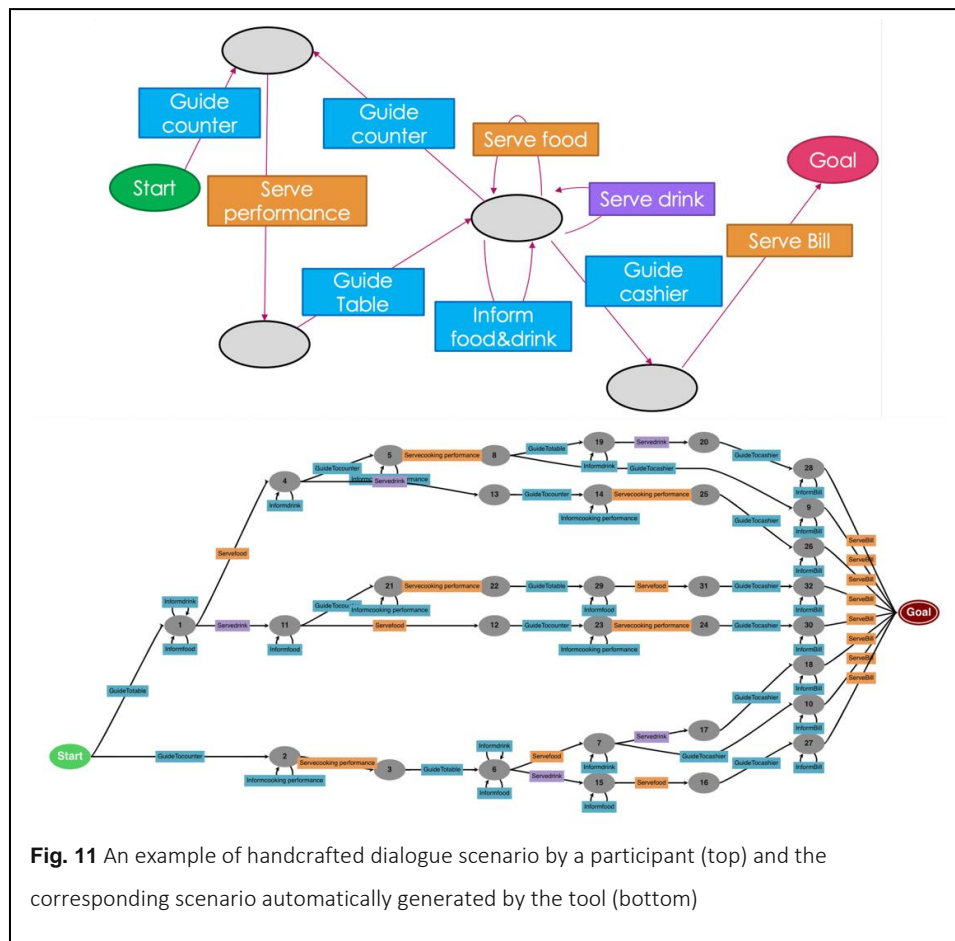 Guide
counter
Guide
counter
Serve food
Goal
Start
Serve
performance
Serve drink
Serve Bill
Guide
Table
Guide
cashier
Inform
food&drink
5
Servecooking performance
8
GuideTotable
19
Servedrink
20
GuideTocounter
GuideTocashier
4
Servedrink
Informdrink
GuideTocashier
28
InformBill
Informdrink
13
GuideTocounter
14
Servecooking performance
25
9
Informcooking performance
GuideTocashier
InformBill
ServeBill
Servefood
26
ServeBill
InformBill
ServeBill
21
Servecooking performance
22
GuideTotable
29
Servefood
31
GuideTocashier
32
ServeBill
Informdrink
Informcooking performance
Informfood
InformBill
ServeBill
Goal
1
Servedrink
11
Servefood
12
GuideTocounter
23
Servecooking performance
24
GuideTocashier
30
ServeBill
Informfood
Informfood
Informcooking performance
InformBill
ServeBill
18
ServeBill
InformBill
GuideTotable
GuideTocashier
10
17
Servedrink
InformBill
Start
GuideTocounter
2
Servecooking performance
3
GuideTotable
Informdrink
6
Servefood
7
GuideTocashier
27
Informcooking performance
Informdrink
InformBill
Servedrink
15
Servefood
16
GuideTocashier
Informfood
Informfood
Fig. 11 An example of handcrafted dialogue scenario by a participant (top) and the
corresponding scenario automatically generated by the tool (bottom)